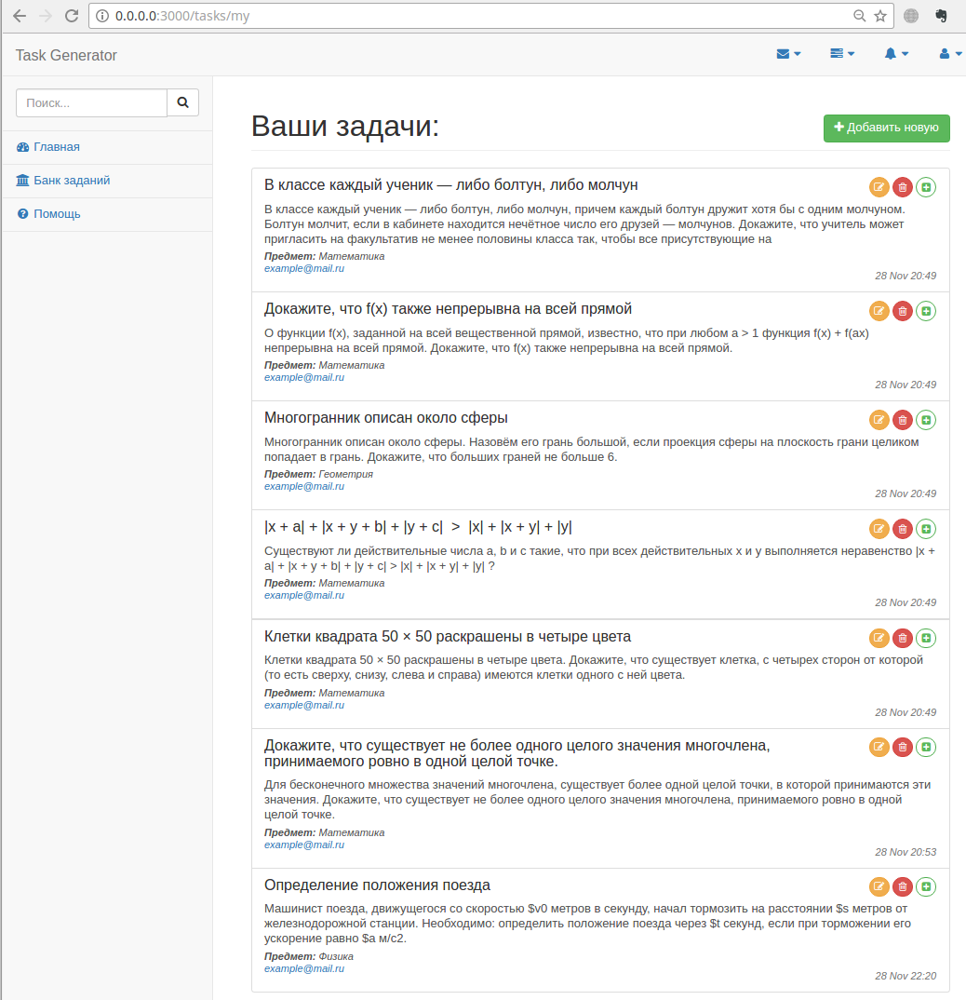 0.0.0.0:3000/tasks/my
Task Generator
Поиск...
Главная
Банк заданий
Помощь
Ваши задачи:
Добавить новую
В классе каждый ученик — либо болтун, либо молчун
В классе каждый ученик — либо болтун, либо молчун, причем каждый болтун дружит хотя бы с одним молчуном.
Болтун молчит, если в кабинете находится нечётное число его друзей — молчунов. Докажите, что учитель может
пригласить на факультатив не менее половины класса так, чтобы все присутствующие на
Предмет: Математика
example@mail.ru
28 Nov 20:49
Докажите, что f(x) также непрерывна на всей прямой
О функции f(x), заданной на всей вещественной прямой, известно, что при любом a > 1 функция f(x) + f(ax)
непрерывна на всей прямой. Докажите, что f(x) также непрерывна на всей прямой.
Предмет: Математика
example@mail.ru
28 Nov 20:49
Многогранник описан около сферы
Многогранник описан около сферы. Назовём его грань большой, если проекция сферы на плоскость грани целиком
попадает в грань. Докажите, что больших граней не больше 6.
Предмет: Геометрия
example@mail.ru
28 Nov 20:49
|x + a| + |x + y + b| + |y + c| > |x| + |x + y| + |y|
Существуют ли действительные числа a, b и c такие, что при всех действительных x и y выполняется неравенство |x +
a| + |x + y + b| + |y + c| > |x| + |x + y| + |y| ?
Предмет: Математика
example@mail.ru
28 Nov 20:49
Клетки квадрата 50 × 50 раскрашены в четыре цвета
Клетки квадрата 50 × 50 раскрашены в четыре цвета. Докажите, что существует клетка, с четырех сторон от которой
(то есть сверху, снизу, слева и справа) имеются клетки одного с ней цвета.
Предмет: Математика
example@mail.ru
28 Nov 20:49
Докажите, что существует не более одного целого значения многочлена,
принимаемого ровно в одной целой точке.
Для бесконечного множества значений многочлена, существует более одной целой точки, в которой принимаются эти
значения. Докажите, что существует не более одного целого значения многочлена, принимаемого ровно в одной
целой точке.
Предмет: Математика
example@mail.ru
28 Nov 20:53
Определение положения поезда
Машинист поезда, движущегося со скоростью $v0 метров в секунду, начал тормозить на расстоянии $s метров от
железнодорожной станции. Необходимо: определить положение поезда через $t секунд, если при торможении его
ускорение равно $a м/с2.
Предмет: Физика
example@mail.ru
28 Nov 22:20